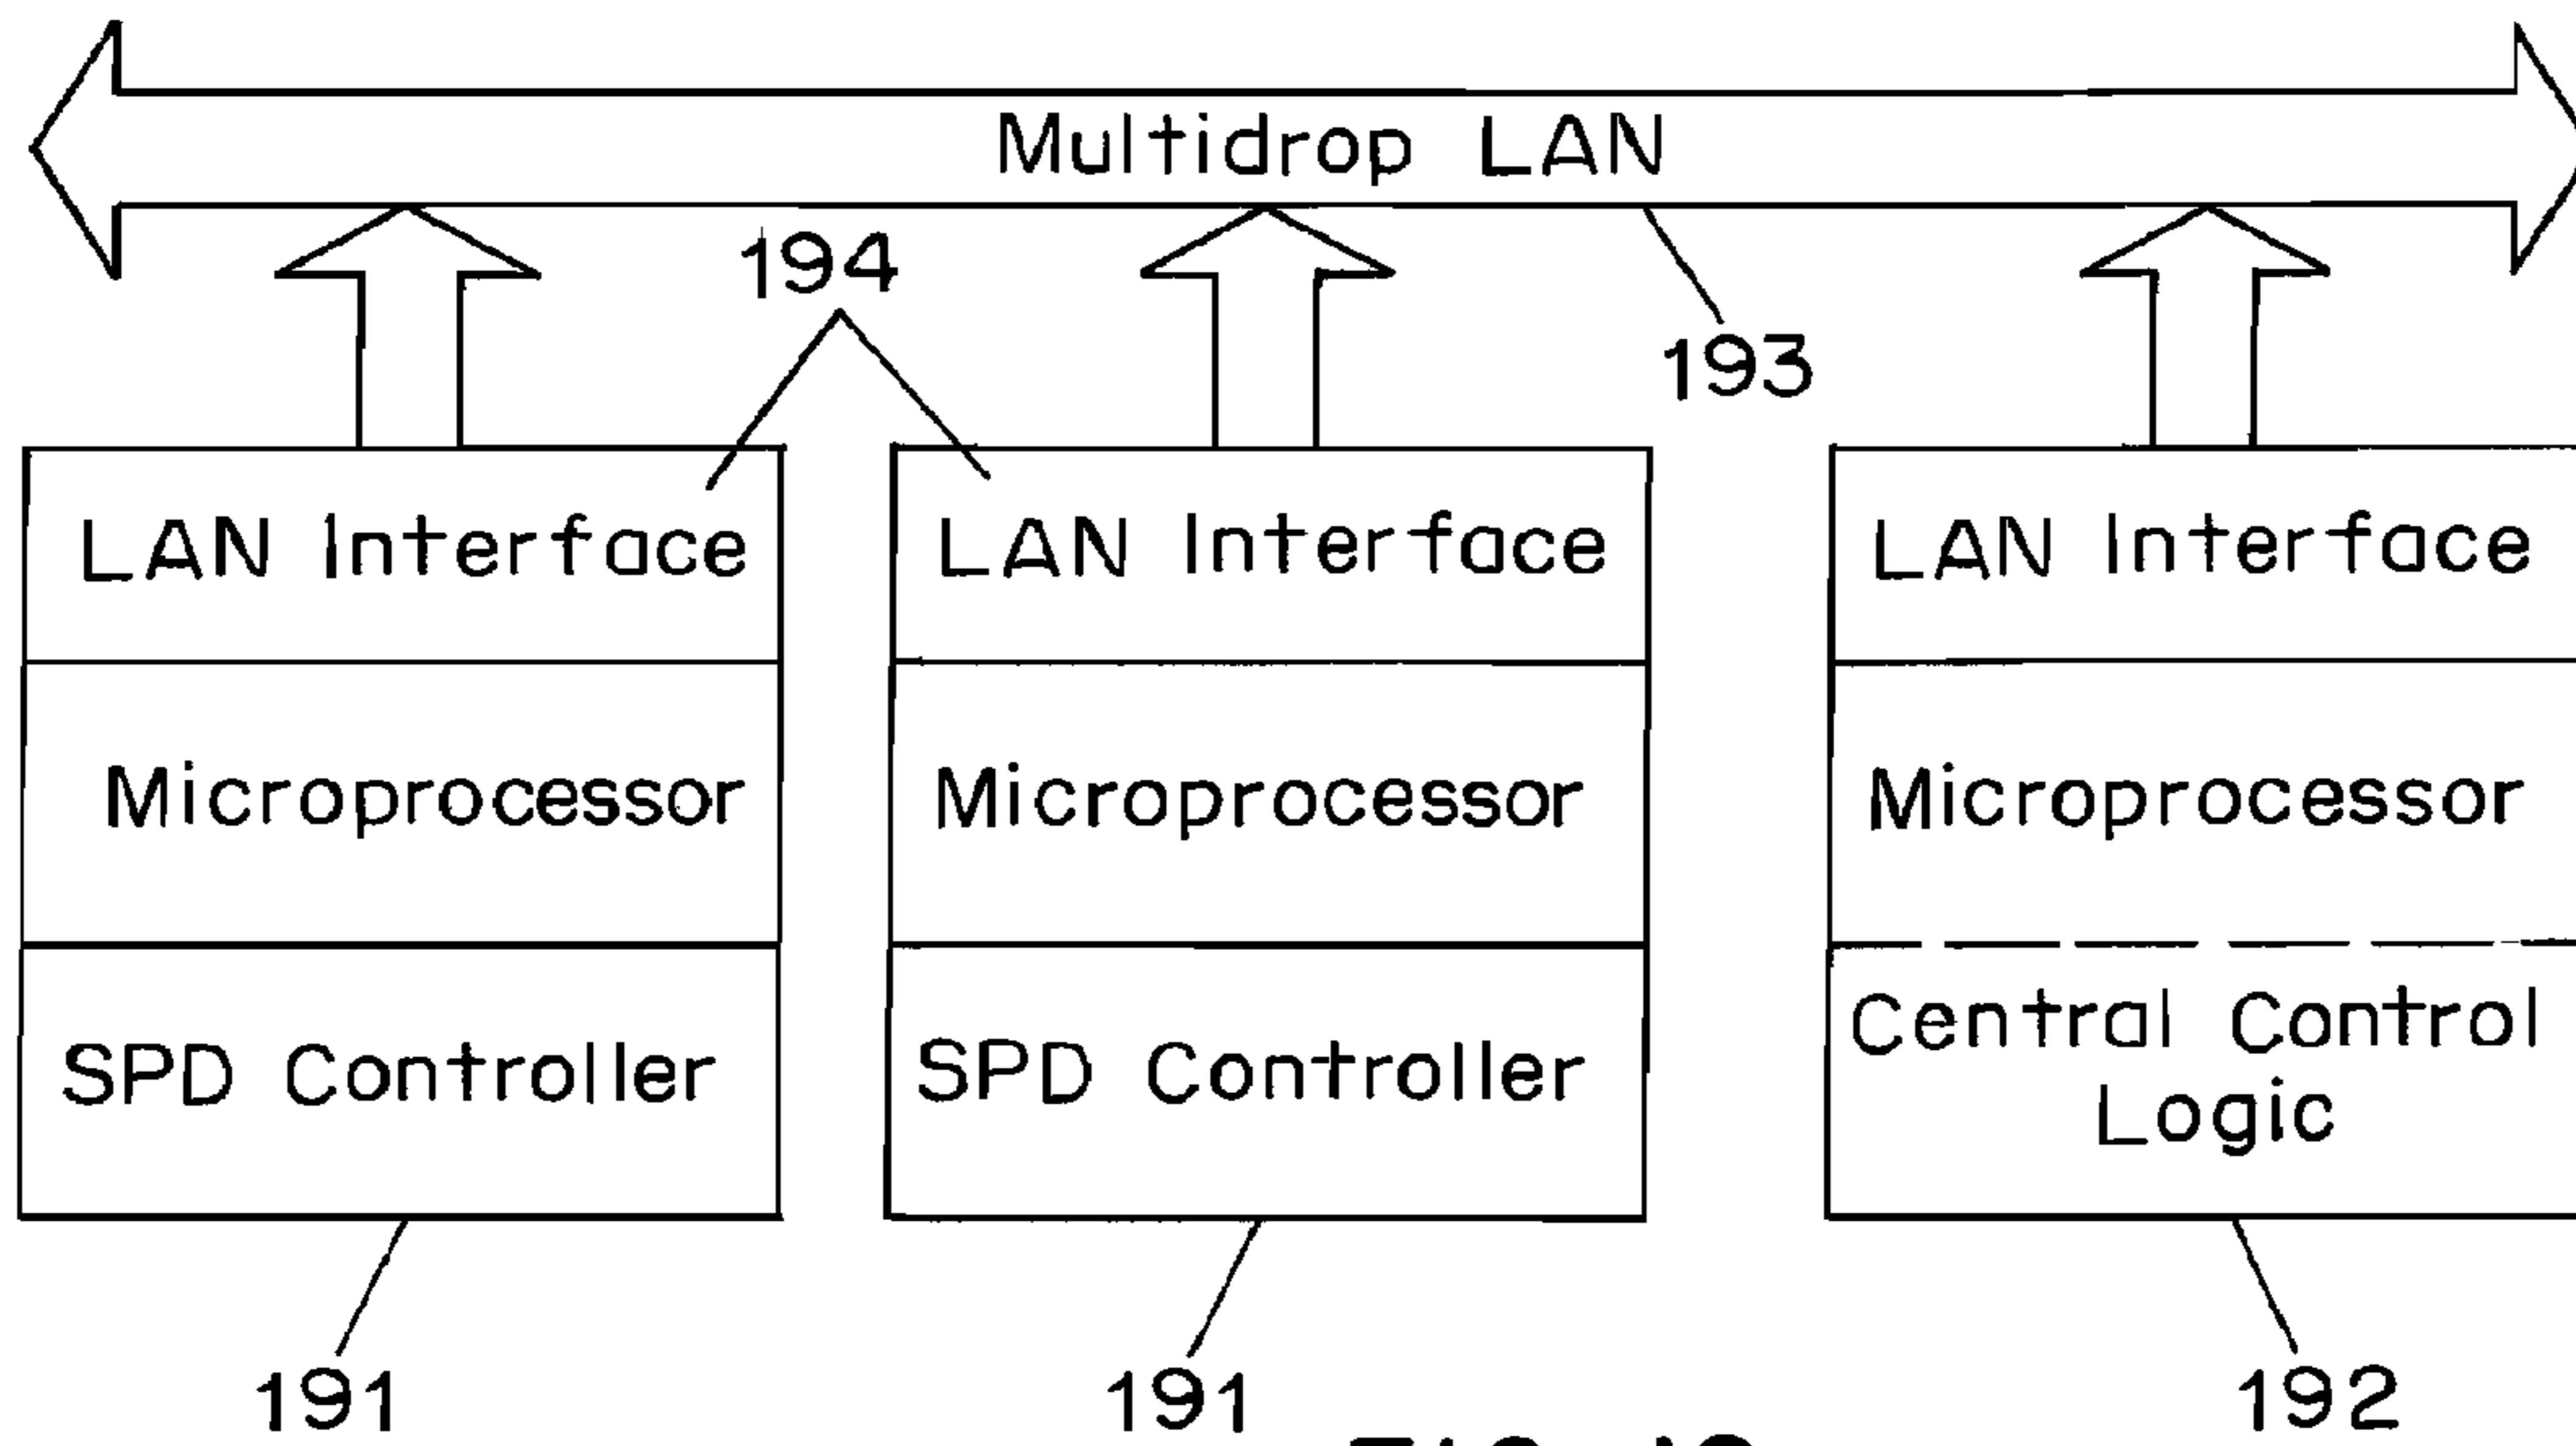 Multidrop LAN
194
193
LAN Interface
LAN Interface
LAN Interface
Microprocessor
Microprocessor
Microprocessor
SPD Controller
SPD Controller
Central Control
Logic
191
191
192